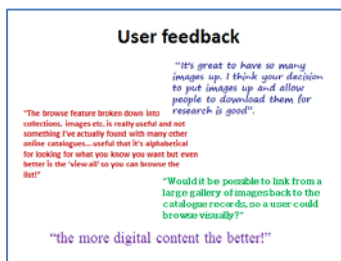 User feedback
"It's great to have so many
images up. I think your decision
to put images up and allow
people to download them for
research is good".
"The browse feature broken down into
collections, images etc. is really useful and not
something I've actually found with many other
online catalogues... useful that it's alphabetical
for looking for what you know you want but even
better is the 'view all' so you can browse the
list!"
"Would it be possible to link from a
large gallery of images back to the
catalogue records, so a user could
browse visually?"
"the more digital content the better!"